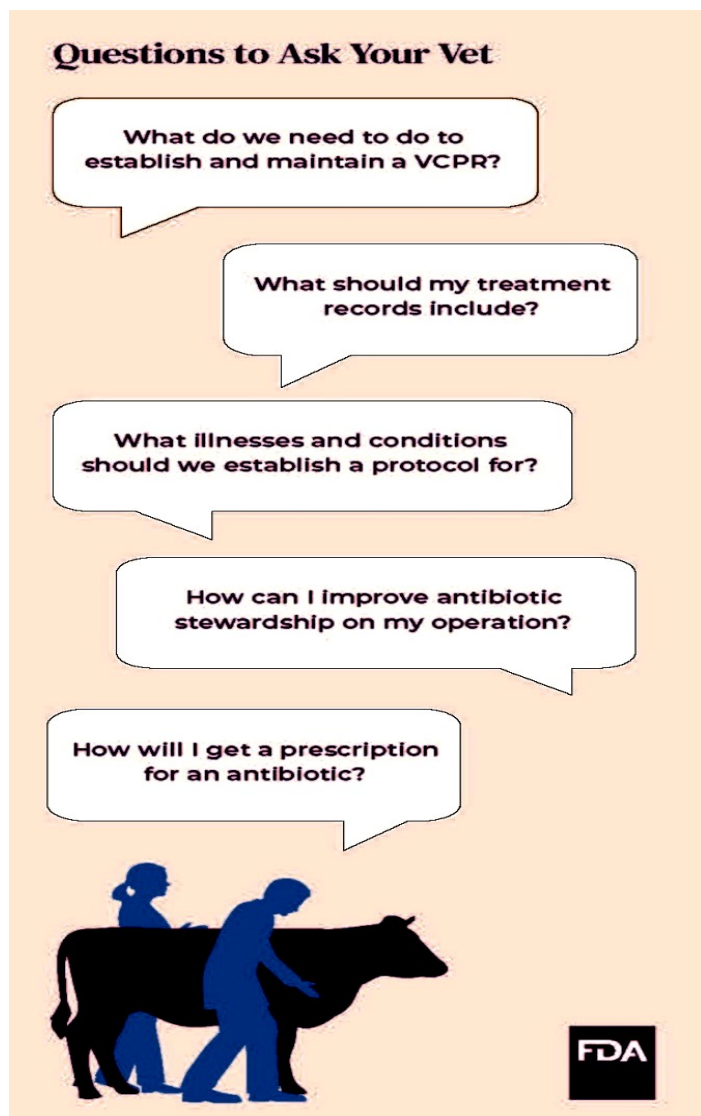 Questions to Ask Your Vet
What do we need to do to
establish and maintain a VCPR?
What should my treatment
records include?
What illnesses and conditions
should we establish a protocol for?
How can I improve antibiotic
stewardship on my operation?
How will I get a prescription
for an antibiotic?
FDA